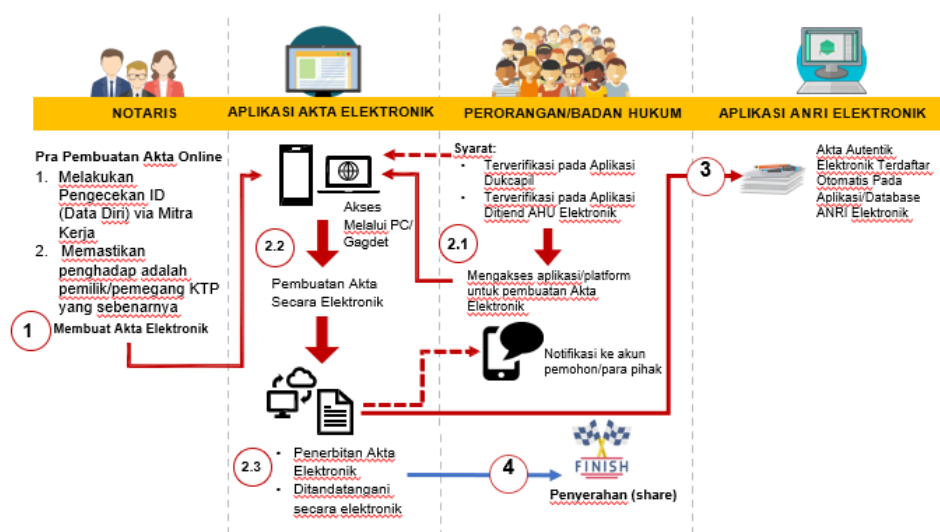 NOTARIS
APLIKASI AKTA ELEKTRONIK
PERORANGAN/BADAN HUKUM
APLIKASI ANRI ELEKTRONIK
Pra Pembuatan Akta Online
1. Melakukan
Pengecekan ID
(Data Diri) via Mitra
Kerja
2. Memastikan
penghadap adalah
pemilik/pemegang KTP
yang sebenarnya
1
Membuat Akta Elektronik
Akses
Melalui PC/
Gagdet
2.2
Pembuatan Akta
Secara Elektronik
2.3
• Penerbitan Akta
Elektronik
• Ditandatangani
secara elektronik
Syarat:
• Terverifikasi pada Aplikasi
Dukcapil
• Terverifikasi pada Aplikasi
Ditjend AHU Elektronik
2.1
Mengakses aplikasi/platform
untuk pembuatan Akta
Elektronik
Notifikasi ke akun
pemohon/para pihak
4
FINISH
Penyerahan (share)
3
Akta Autentik
Elektronik Terdaftar
Otomatis Pada
Aplikasi/Database
ANRI Elektronik